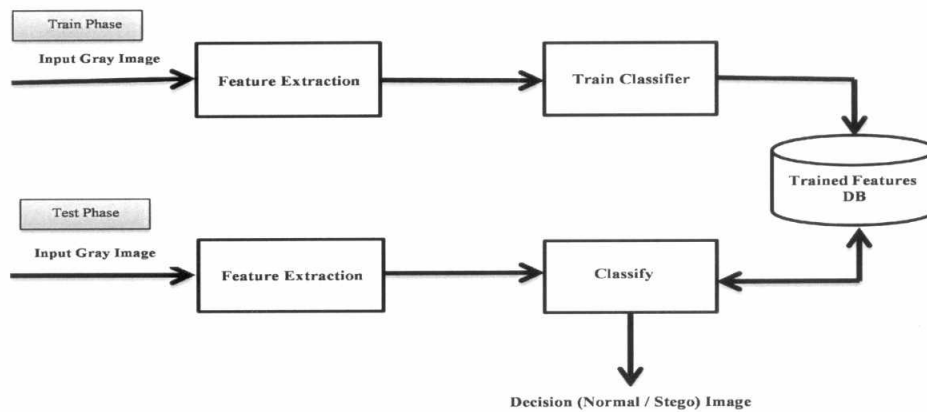 Train Phase
Input Gray Image
Feature Extraction
Train Classifier
Trained Features
DB
Test Phase
Input Gray Image
Feature Extraction
Classify
Decision (Normal / Stego) Image